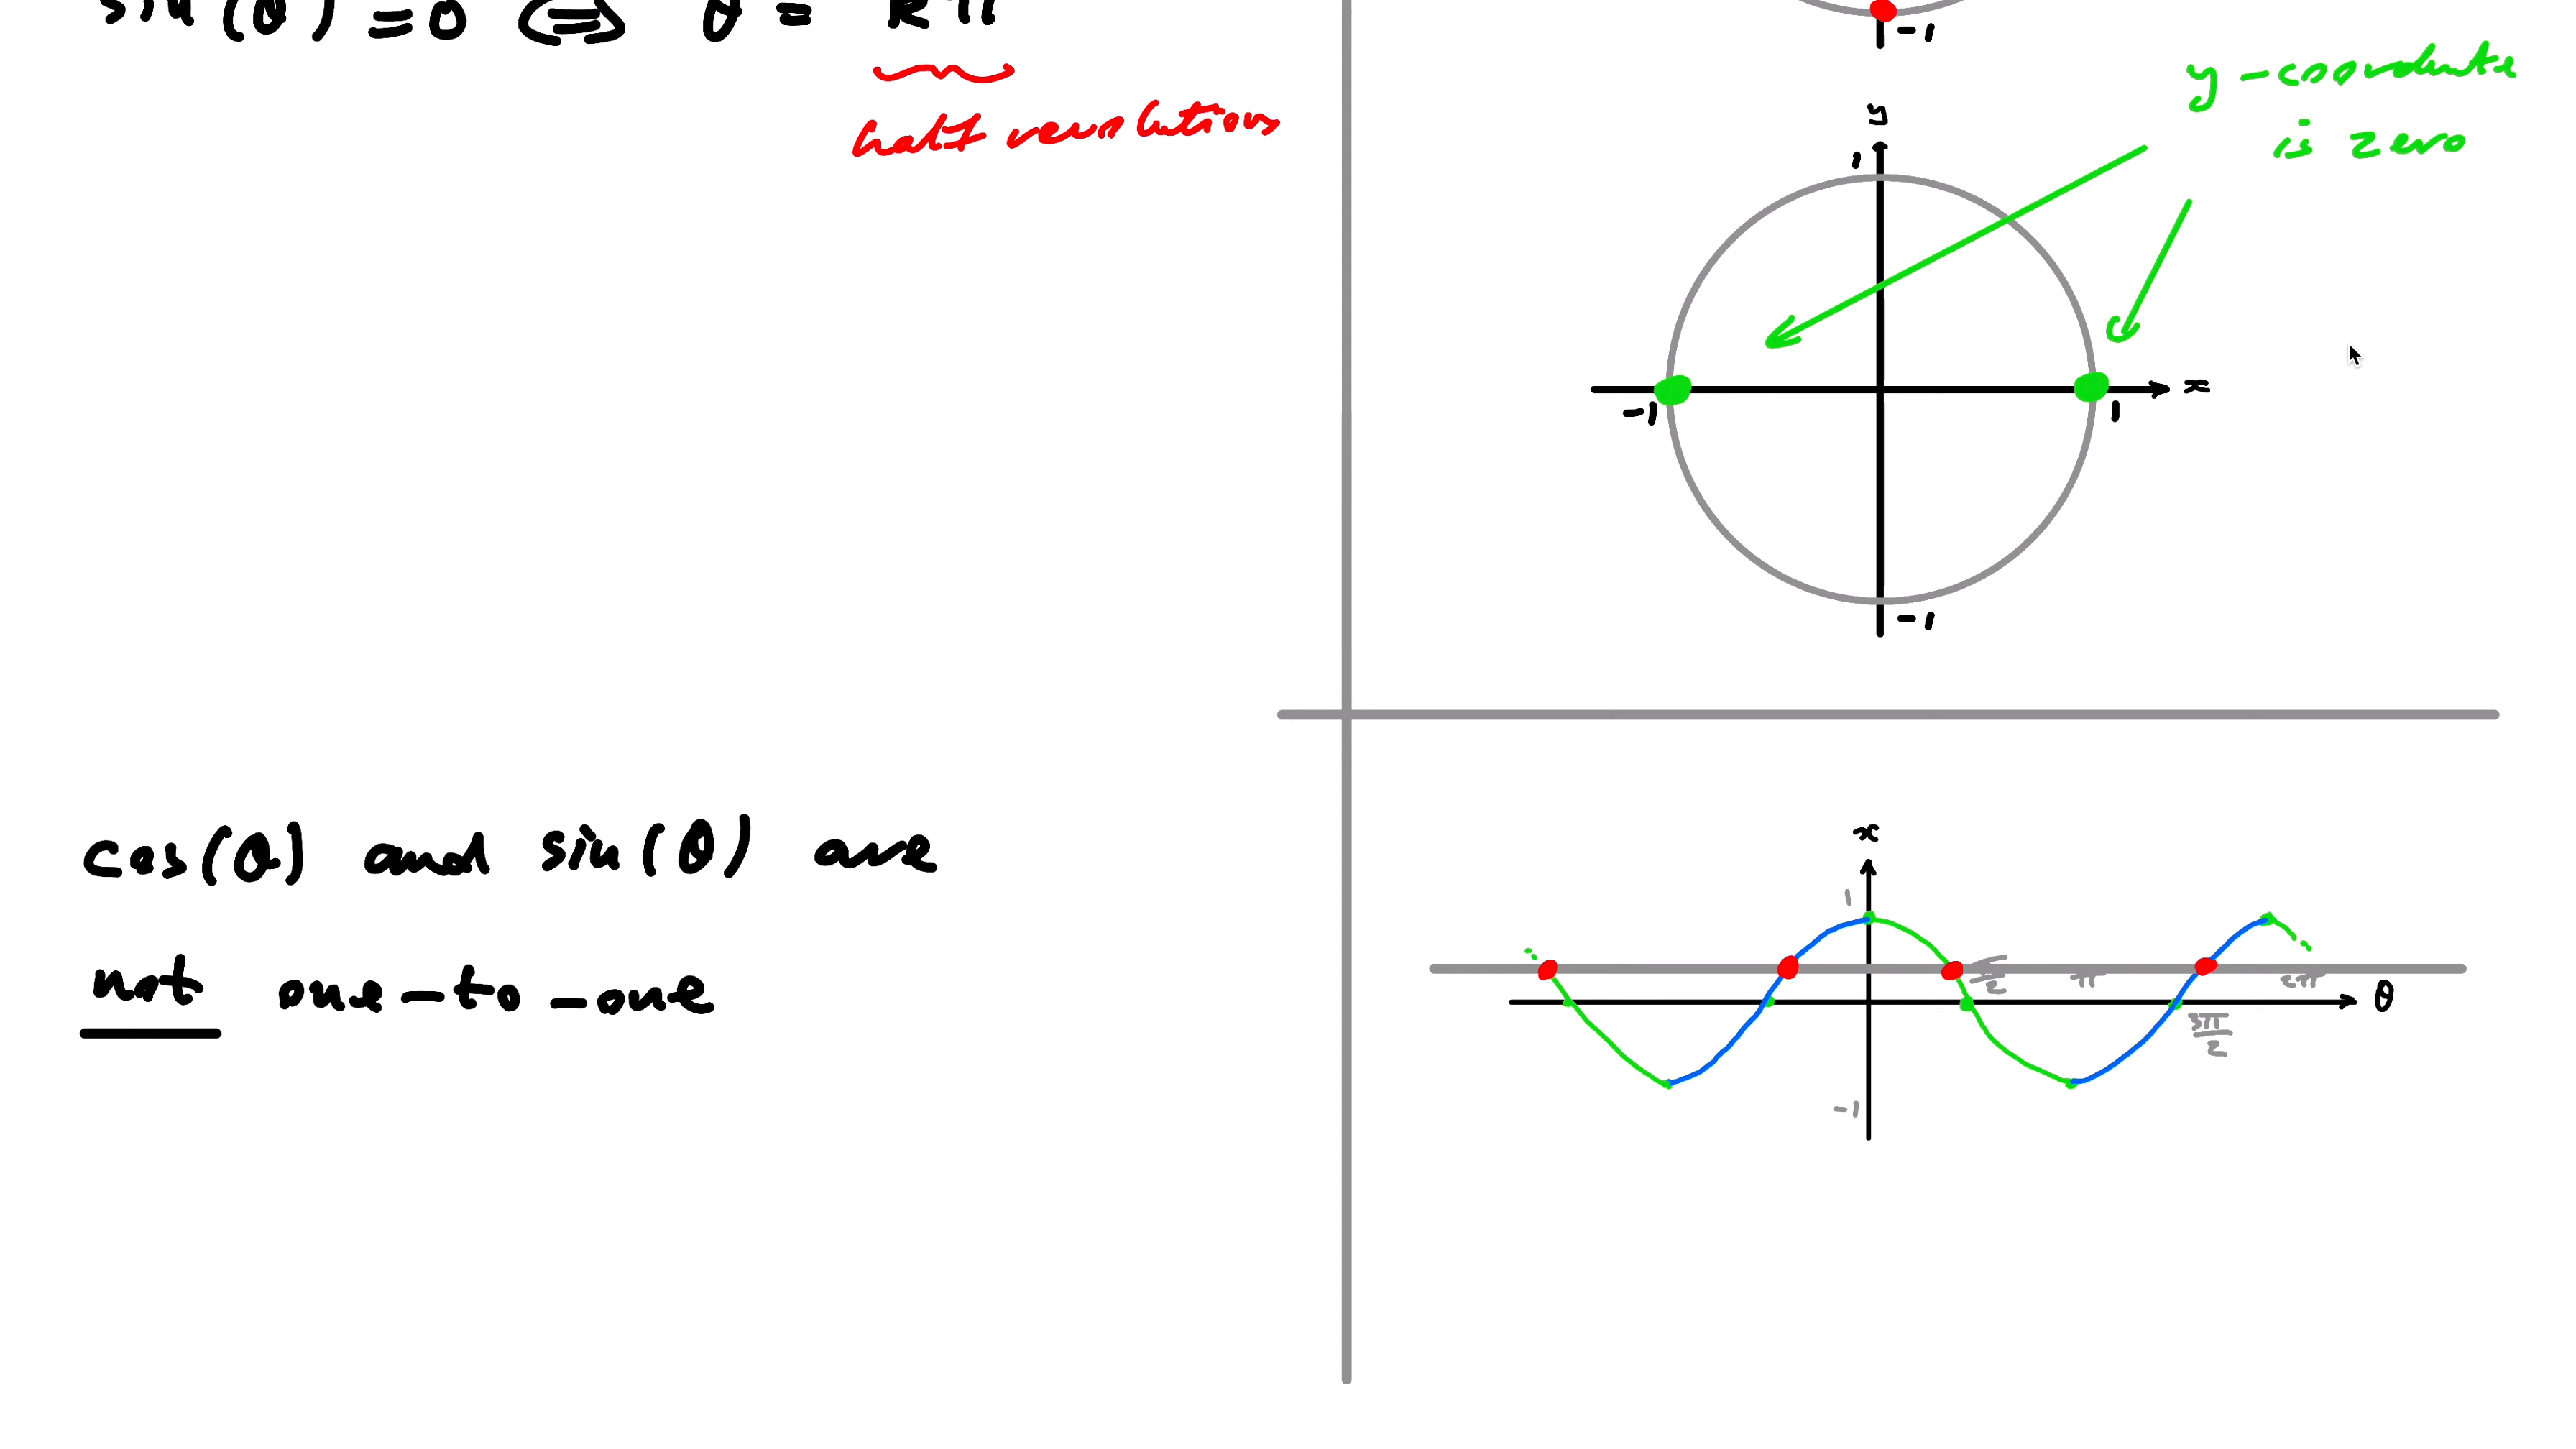 sin(θ) = 0 ⟺ θ = kπ
half revolutions
cos(θ) and sin(θ) are
not one-to-one
-1
y-coordinate
is zero
y
1
x
-1
1
-1
x
1
π/2
π
2π
θ
3π/2
-1